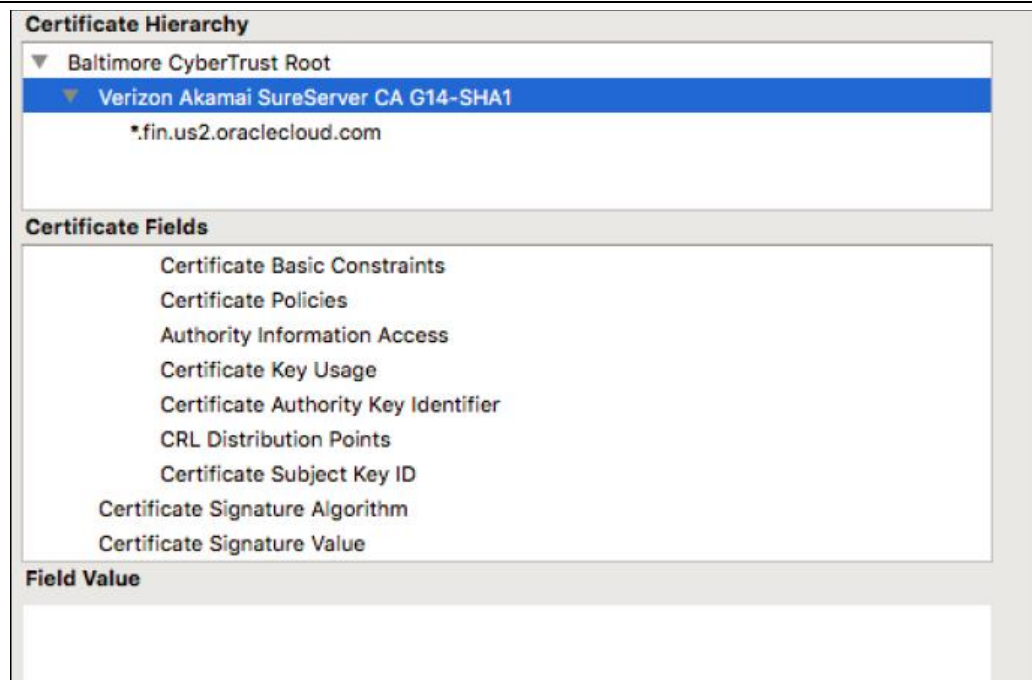 Certificate Hierarchy
Baltimore CyberTrust Root
Verizon Akamai SureServer CA G14-SHA1
*.fin.us2.oraclecloud.com
Certificate Fields
Certificate Basic Constraints
Certificate Policies
Authority Information Access
Certificate Key Usage
Certificate Authority Key Identifier
CRL Distribution Points
Certificate Subject Key ID
Certificate Signature Algorithm
Certificate Signature Value
Field Value